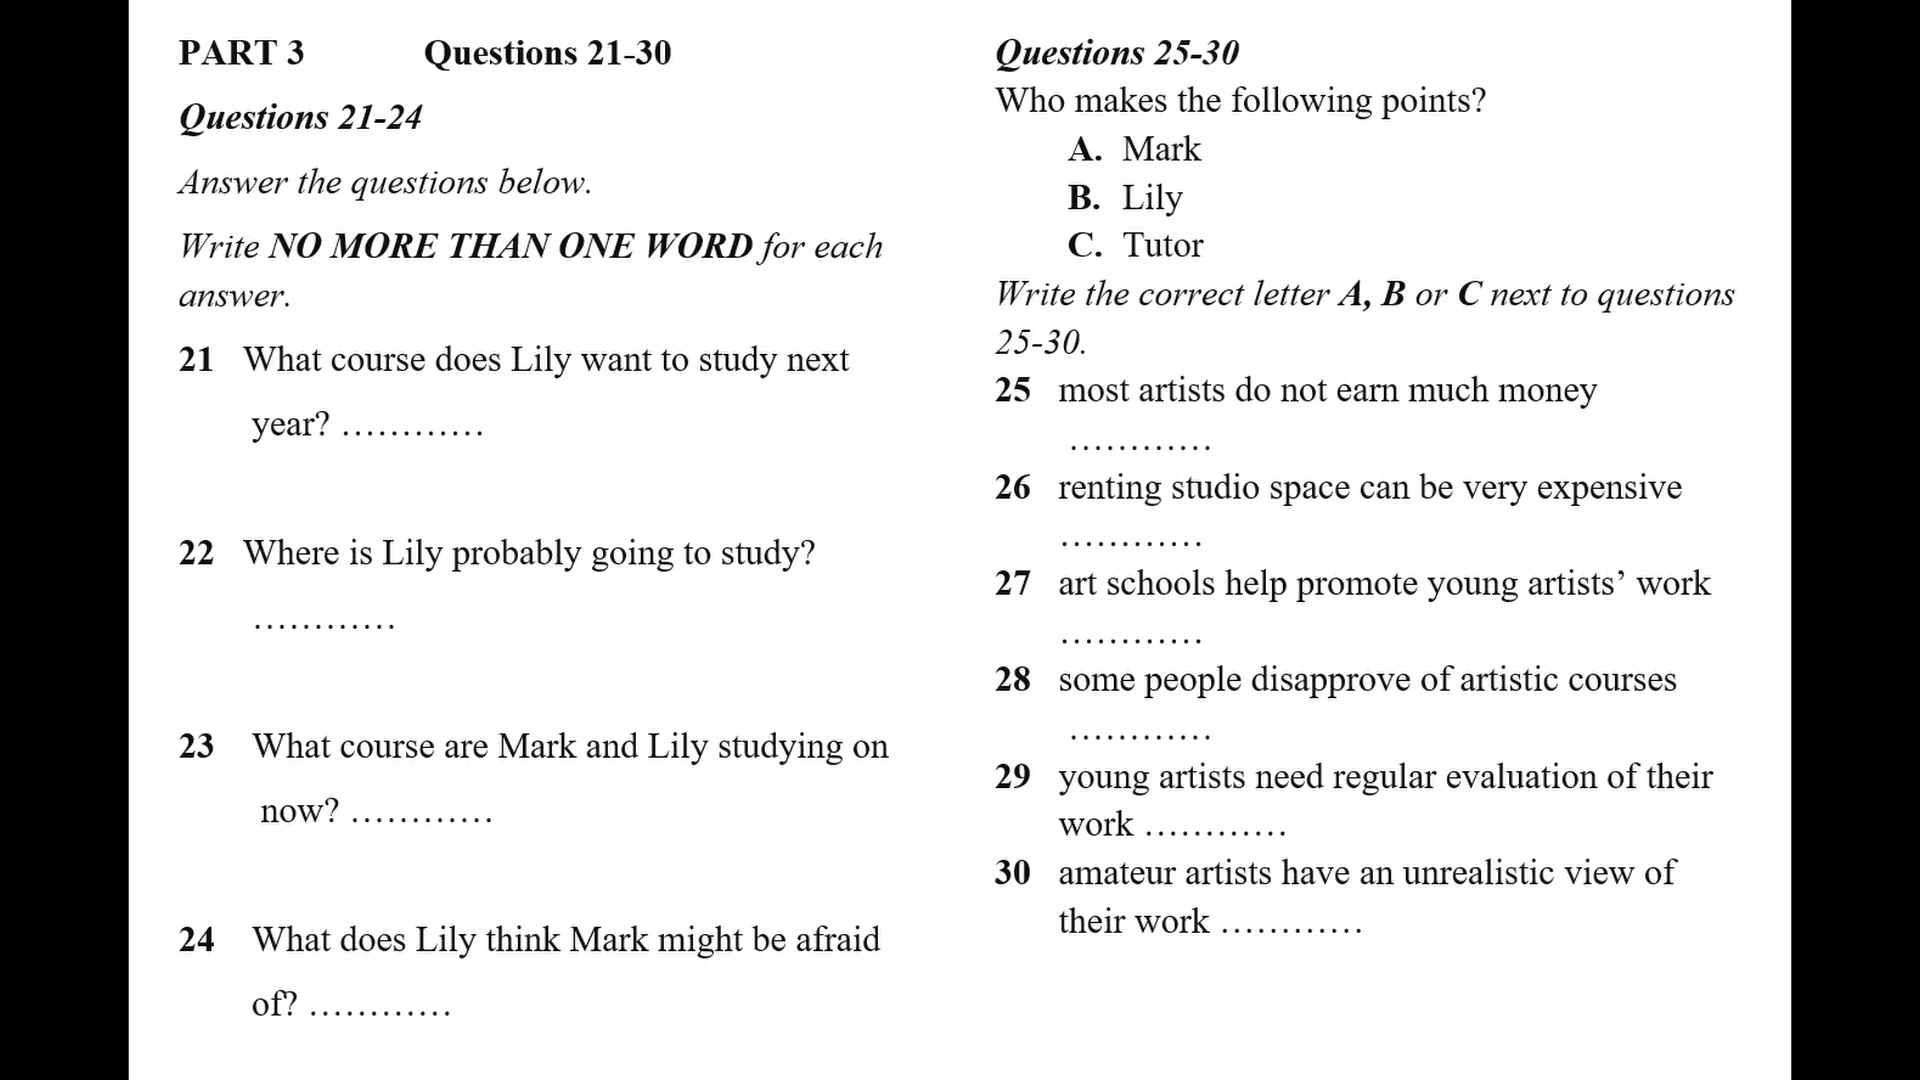 PART 3 Questions 21-30
Questions 21-24
Answer the questions below.
Write NO MORE THAN ONE WORD for each
answer.
21 What course does Lily want to study next
year? …………
22 Where is Lily probably going to study?
…………
23 What course are Mark and Lily studying on
now? …………
24 What does Lily think Mark might be afraid
of? …………
Questions 25-30
Who makes the following points?
A. Mark
B. Lily
C. Tutor
Write the correct letter A, B or C next to questions
25-30.
25 most artists do not earn much money
…………
26 renting studio space can be very expensive
…………
27 art schools help promote young artists’ work
…………
28 some people disapprove of artistic courses
…………
29 young artists need regular evaluation of their
work …………
30 amateur artists have an unrealistic view of
their work …………